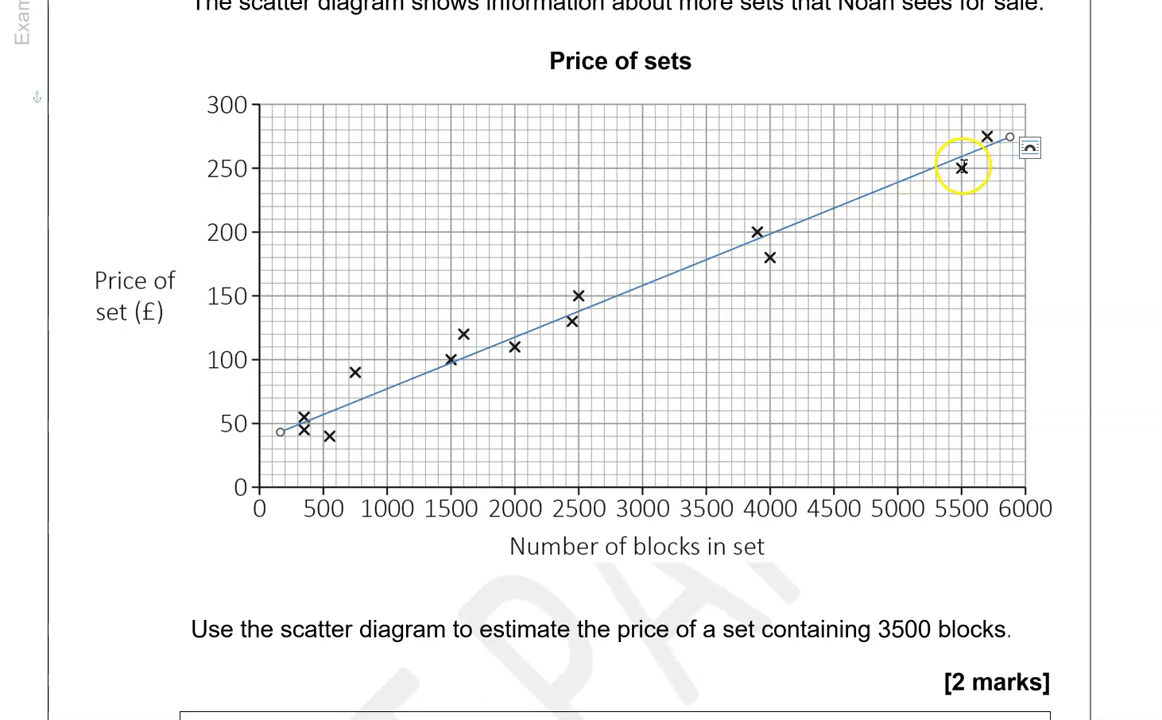 Exam
The scatter diagram shows information about more sets that Noah sees for sale.
Price of sets
300
250
200
150
100
50
0
Price of
set (£)
0 500 1000 1500 2000 2500 3000 3500 4000 4500 5000 5500 6000
Number of blocks in set
Use the scatter diagram to estimate the price of a set containing 3500 blocks.
[2 marks]